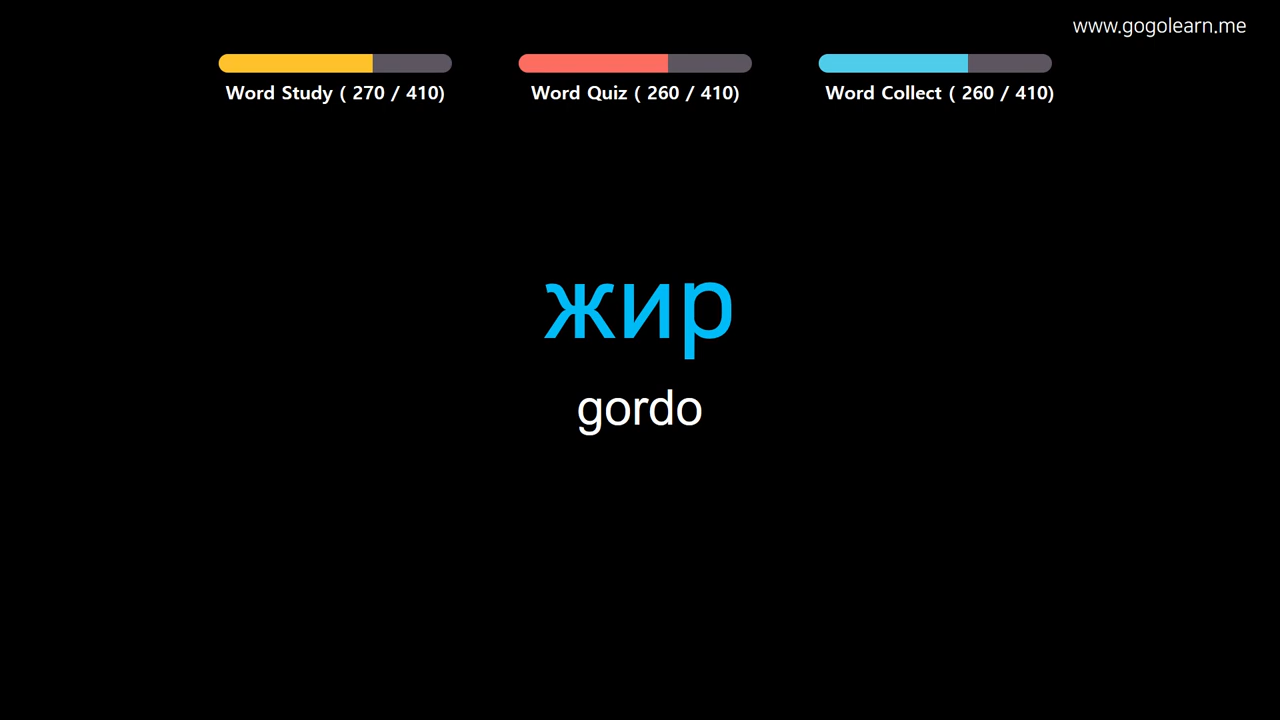 www.gogolearn.me
Word Study ( 270 / 410)
Word Quiz ( 260 / 410)
Word Collect ( 260 / 410)
жир
gordo